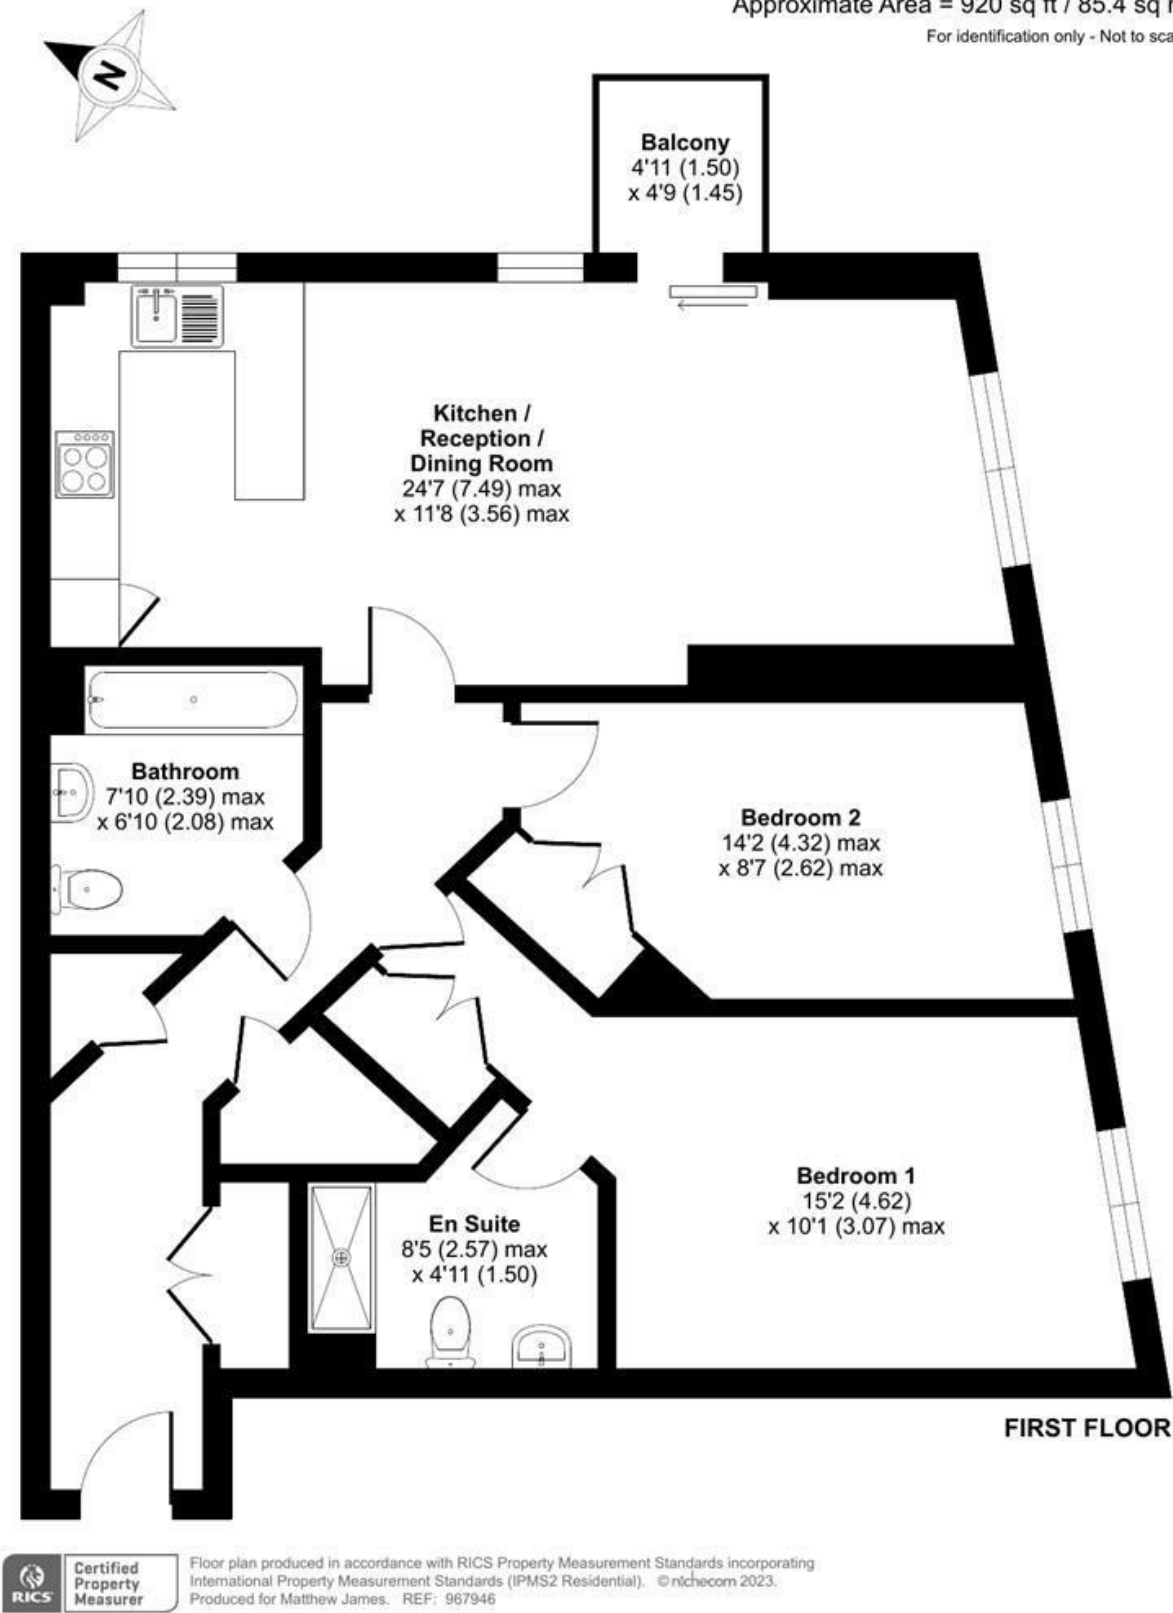 Approximate Area = 920 sq ft / 85.4 sq m
For identification only - Not to sca
N
Balcony
4'11 (1.50)
x 4'9 (1.45)
Kitchen /
Reception /
Dining Room
24'7 (7.49) max
x 11'8 (3.56) max
Bathroom
7'10 (2.39) max
x 6'10 (2.08) max
Bedroom 2
14'2 (4.32) max
x 8'7 (2.62) max
Bedroom 1
15'2 (4.62)
x 10'1 (3.07) max
En Suite
8'5 (2.57) max
x 4'11 (1.50)
FIRST FLOOR
RICS
Certified
Property
Measurer
Floor plan produced in accordance with RICS Property Measurement Standards incorporating
International Property Measurement Standards (IPMS2 Residential). © nichecom 2023.
Produced for Matthew James. REF: 967946